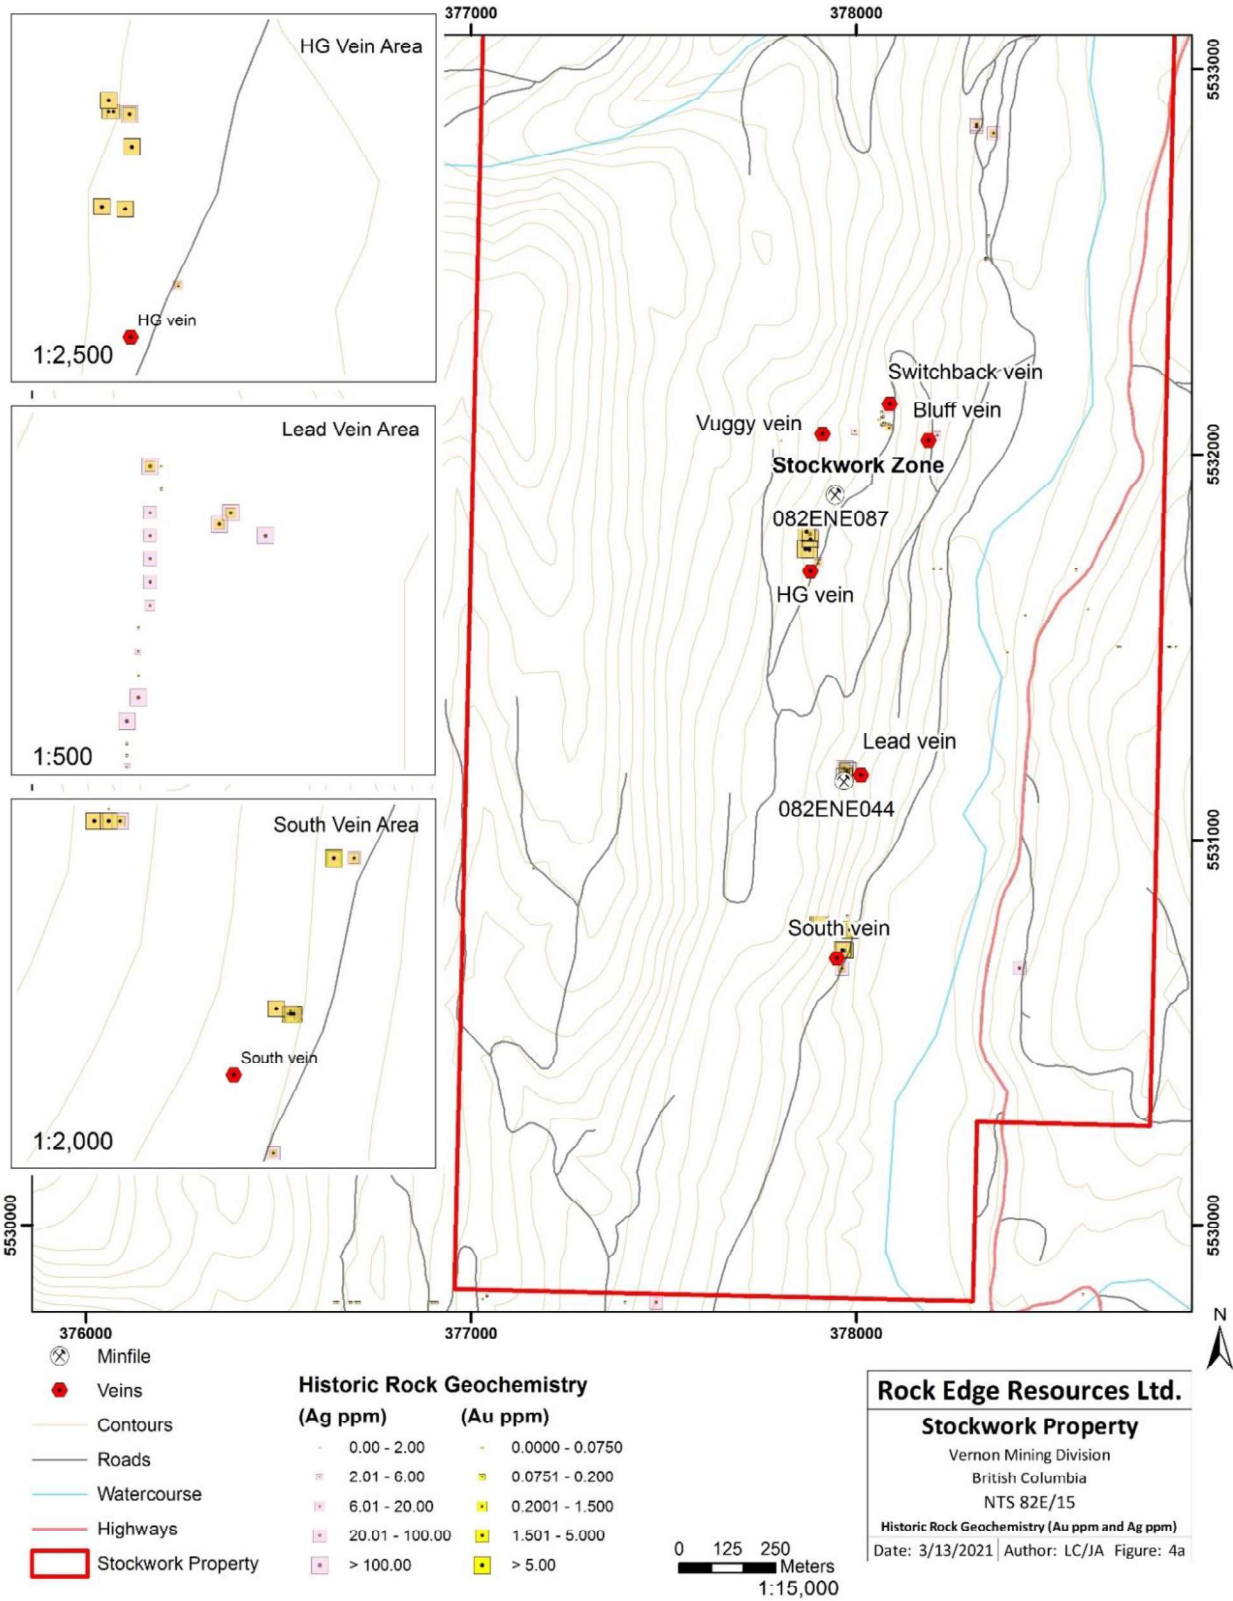 377000
378000
HG Vein Area
HG vein
1:2,500
Lead Vein Area
1:500
South Vein Area
South vein
1:2,000
5533000
5532000
5531000
5530000
5530000
Switchback vein
Bluff vein
Vuggy vein
Stockwork Zone
082ENE087
HG vein
Lead vein
082ENE044
South vein
376000
377000
378000
N
Minfile
Veins
Contours
Roads
Watercourse
Highways
Stockwork Property
Historic Rock Geochemistry
(Ag ppm) (Au ppm)
0.00 - 2.00 0.0000 - 0.0750
2.01 - 6.00 0.0751 - 0.200
6.01 - 20.00 0.2001 - 1.500
20.01 - 100.00 1.501 - 5.000
> 100.00 > 5.00
0 125 250
Meters
1:15,000
Rock Edge Resources Ltd.
Stockwork Property
Vernon Mining Division
British Columbia
NTS 82E/15
Historic Rock Geochemistry (Au ppm and Ag ppm)
Date: 3/13/2021 Author: LC/JA Figure: 4a